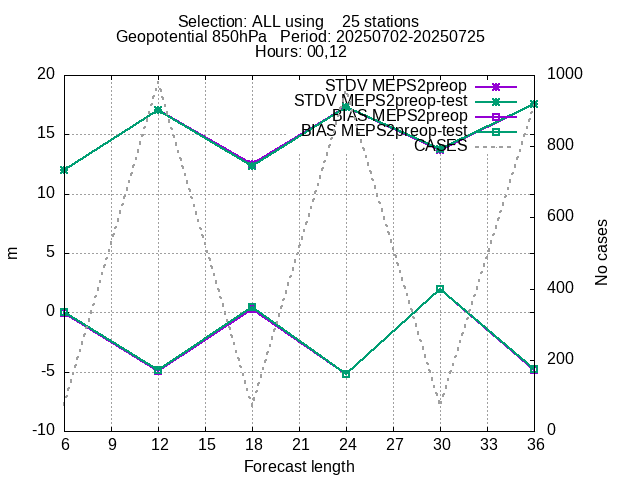 Selection: ALL using    25 stations
Geopotential 850hPa   Period: 20250702-20250725
Hours: 00,12
STDV MEPS2preop
STDV MEPS2preop-test
BIAS MEPS2preop
BIAS MEPS2preop-test
CASES
20
15
10
5
0
-5
-10
m
1000
800
600
400
200
0
No cases
6 9 12 15 18 21 24 27 30 33 36
Forecast length